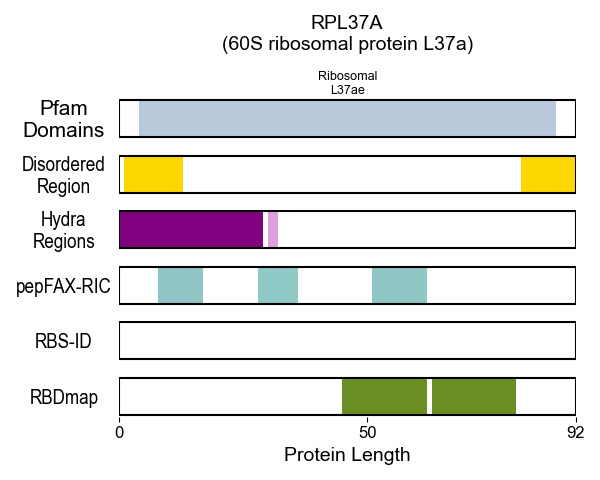 RPL37A
(60S ribosomal protein L37a)
Ribosomal
L37ae
Pfam
Domains
Disordered
Region
Hydra
Regions
pepFAX-RIC
RBS-ID
RBDmap
0 50 92
Protein Length